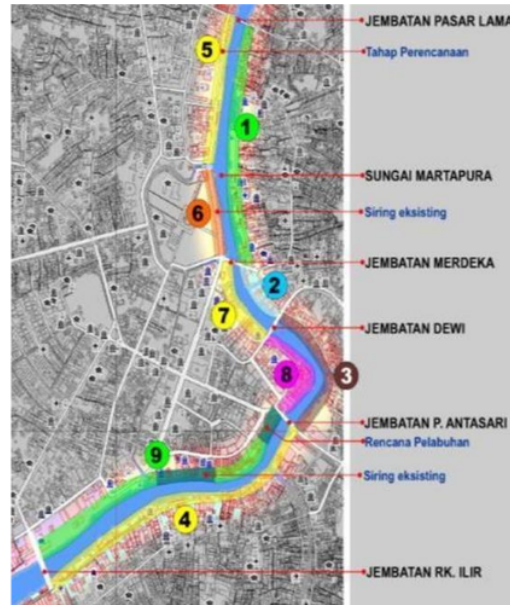 JEMBATAN PASAR LAMA
5
Tahap Perencanaan
1
SUNGAI MARTAPURA
6
Siring eksisting
JEMBATAN MERDEKA
2
7
JEMBATAN DEWI
8
3
JEMBATAN P. ANTASARI
Rencana Pelabuhan
9
Siring eksisting
4
JEMBATAN RK. ILIR